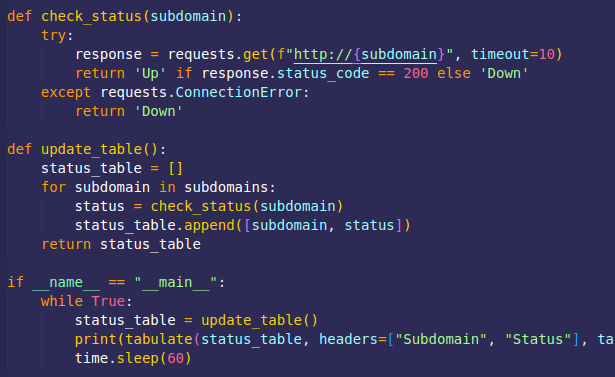 def check_status(subdomain):
    try:
        response = requests.get(f"http://{subdomain}", timeout=10)
        return 'Up' if response.status_code == 200 else 'Down'
    except requests.ConnectionError:
        return 'Down'

def update_table():
    status_table = []
    for subdomain in subdomains:
        status = check_status(subdomain)
        status_table.append([subdomain, status])
    return status_table

if __name__ == "__main__":
    while True:
        status_table = update_table()
        print(tabulate(status_table, headers=["Subdomain", "Status"], ta
        time.sleep(60)